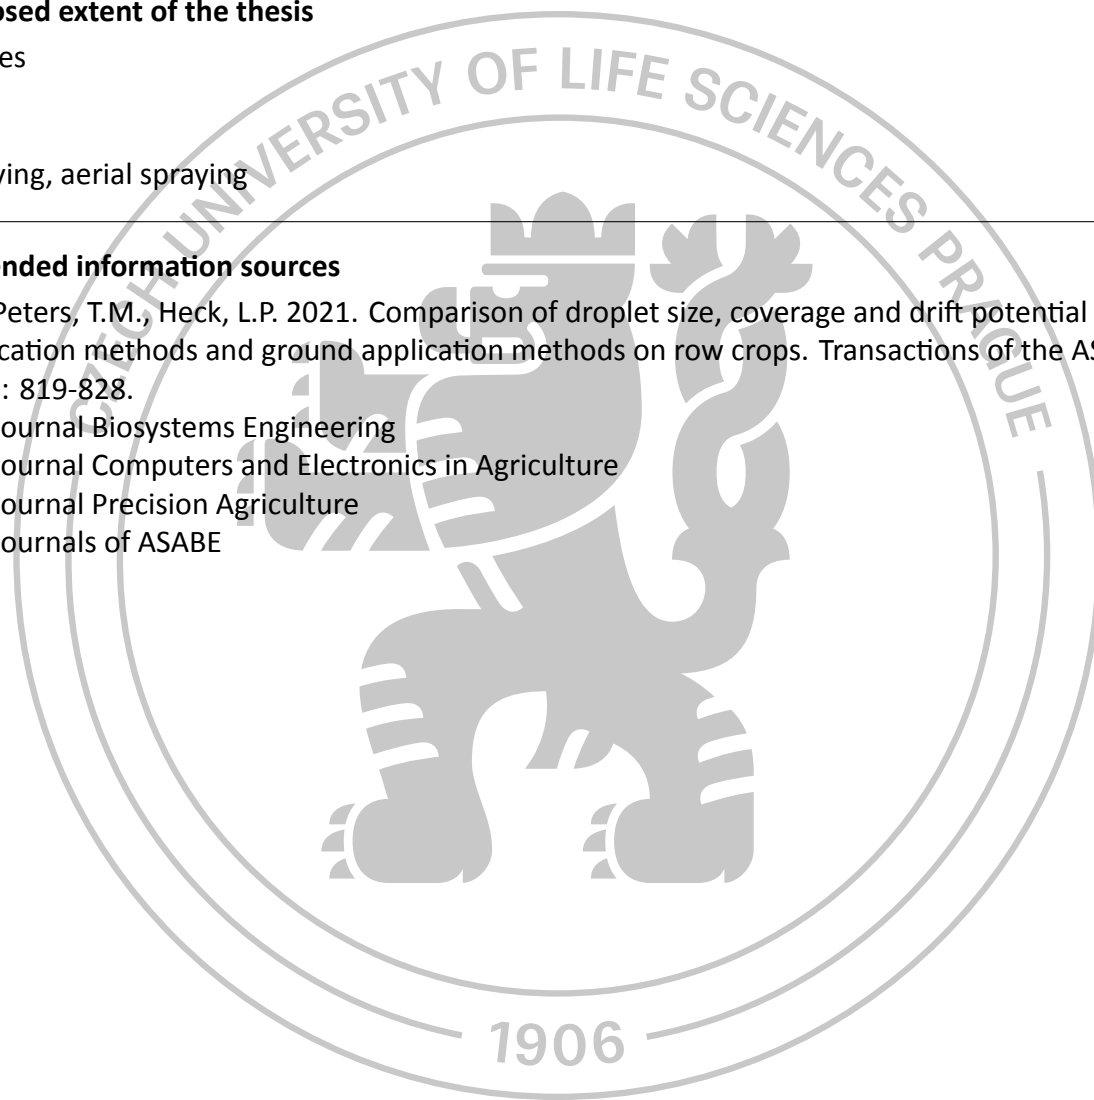 osed extent of the thesis
es
ying, aerial spraying
ended information sources
Peters, T.M., Heck, L.P. 2021. Comparison of droplet size, coverage and drift potential
cation methods and ground application methods on row crops. Transactions of the AS
: 819-828.
ournal Biosystems Engineering
ournal Computers and Electronics in Agriculture
ournal Precision Agriculture
ournals of ASABE
CZECH UNIVERSITY OF LIFE SCIENCES PRAGUE
1906